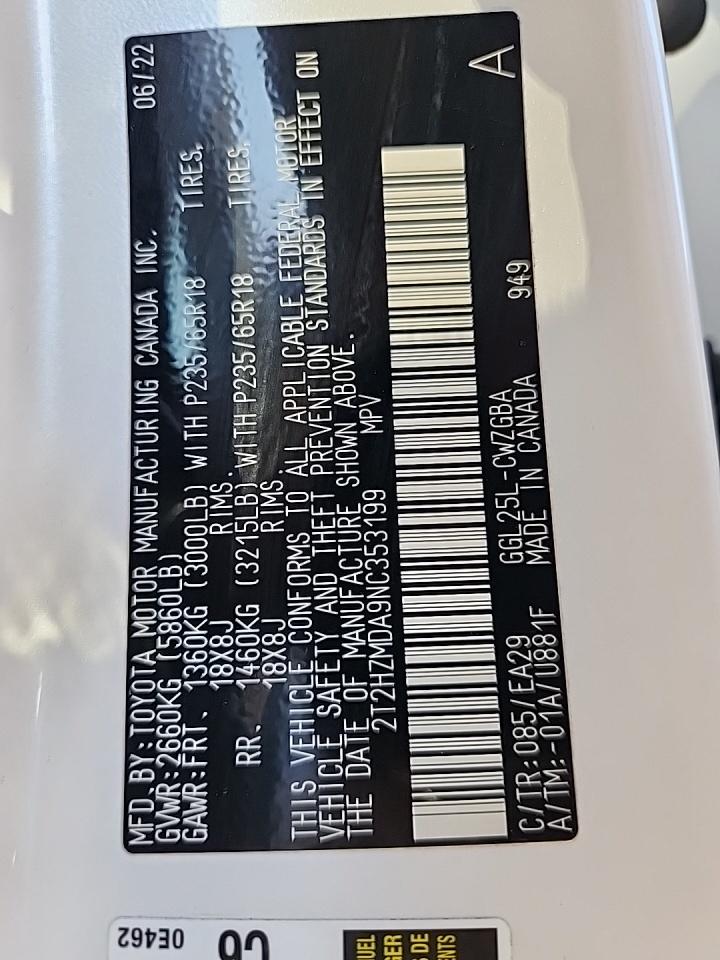 MFD.BY:TOYOTA MOTOR MANUFACTURING CANADA INC. 06/22
GVWR:2660KG (5860LB)
GAWR:FRT. 1360KG (3000LB) WITH P235/65R18 TIRES,
18X8J RIMS.
RR. 1460KG (3215LB) WITH P235/65R18 TIRES,
18X8J RIMS.
THIS VEHICLE CONFORMS TO ALL APPLICABLE FEDERAL MOTOR
VEHICLE SAFETY AND THEFT PREVENTION STANDARDS IN EFFECT ON
THE DATE OF MANUFACTURE SHOWN ABOVE.
2T2HZMDA9NC353199 MPV
A
C/TR:085/EA29 GGL25L-CWZGBA 949
A/TM:-01A/U881F MADE IN CANADA
0E462